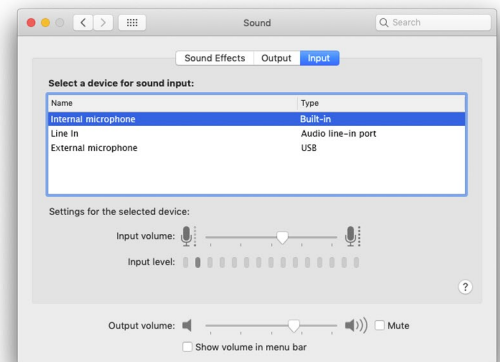 Sound
Search
Sound Effects Output Input
Select a device for sound input:
Name Type
Internal microphone Built-in
Line In Audio line-in port
External microphone USB
Settings for the selected device:
Input volume:
Input level:
?
Output volume: Mute
Show volume in menu bar